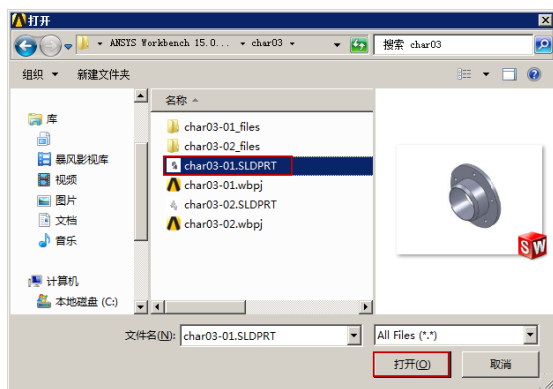 打开
ANSYS Workbench 15.0... char03
搜索 char03
组织 新建文件夹
名称
库
暴风影视库
视频
图片
文档
音乐
计算机
本地磁盘 (C:)
char03-01_files
char03-02_files
char03-01.SLDPRT
char03-01.wbpj
char03-02.SLDPRT
char03-02.wbpj
SW
文件名(N): char03-01.SLDPRT All Files (*.*)
打开(O) 取消